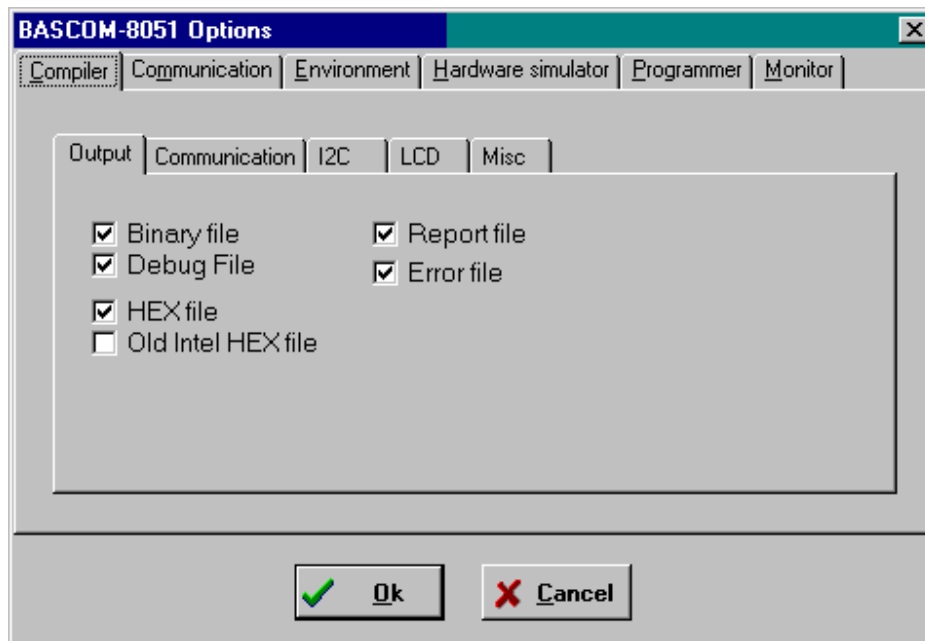 BASCOM-8051 Options
Compiler Communication Environment Hardware simulator Programmer Monitor
Output Communication I2C LCD Misc
Binary file Report file
Debug File Error file
HEX file
Old Intel HEX file
Ok Cancel